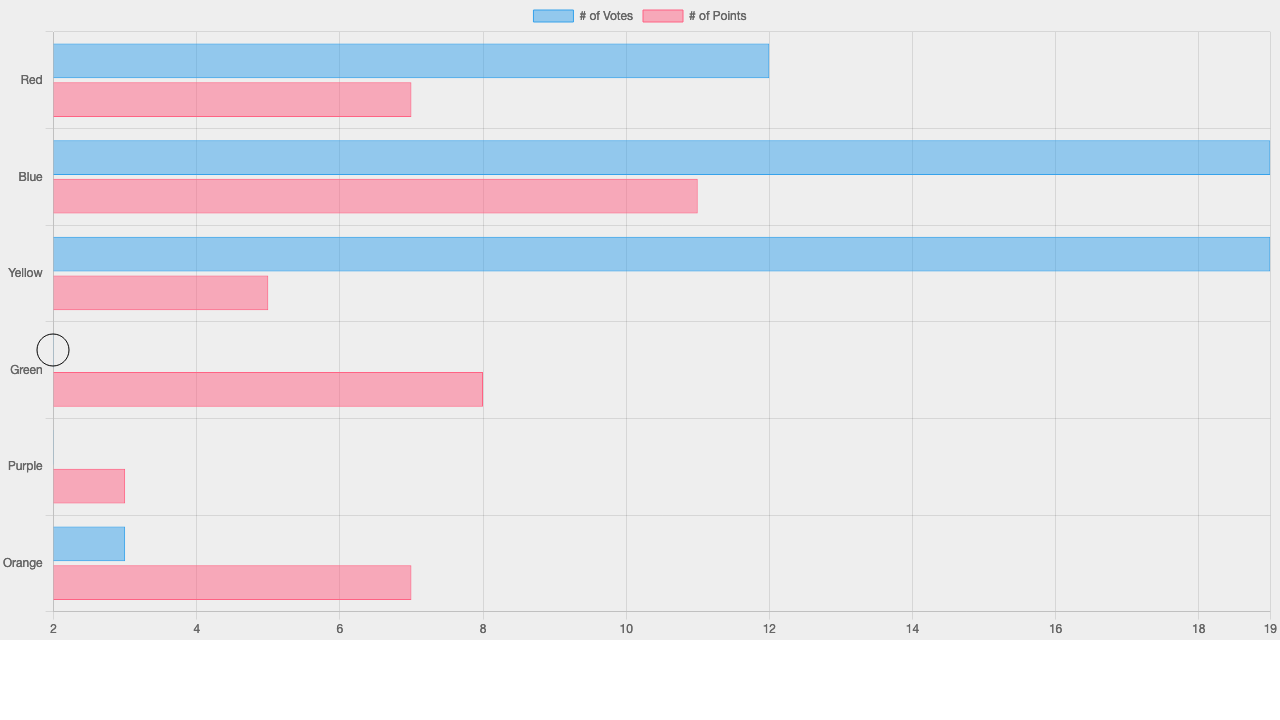 # of Votes # of Points
Red
Blue
Yellow
Green
Purple
Orange
2 4 6 8 10 12 14 16 18 19